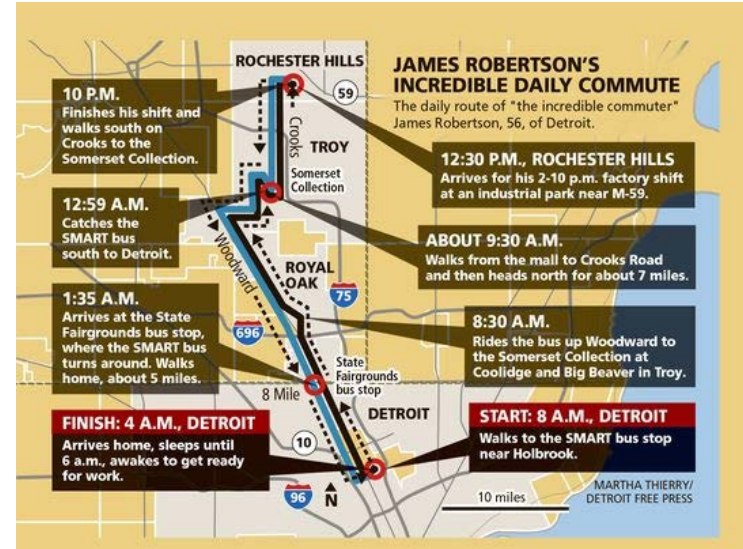 JAMES ROBERTSON'S
INCREDIBLE DAILY COMMUTE
The daily route of "the incredible commuter"
James Robertson, 56, of Detroit.
START: 8 A.M., DETROIT
Walks to the SMART bus stop
near Holbrook.
8:30 A.M.
Rides the bus up Woodward to
the Somerset Collection at
Coolidge and Big Beaver in Troy.
ABOUT 9:30 A.M.
Walks from the mall to Crooks Road
and then heads north for about 7 miles.
12:30 P.M., ROCHESTER HILLS
Arrives for his 2-10 p.m. factory shift
at an industrial park near M-59.
10 P.M.
Finishes his shift and
walks south on
Crooks to the
Somerset Collection.
12:59 A.M.
Catches the
SMART bus
south to Detroit.
1:35 A.M.
Arrives at the State
Fairgrounds bus stop,
where the SMART bus
turns around. Walks
home, about 5 miles.
FINISH: 4 A.M., DETROIT
Arrives home, sleeps until
6 a.m., awakes to get ready
for work.
ROCHESTER HILLS
59
Crooks
TROY
Somerset
Collection
Woodward
ROYAL
OAK
75
696
State
Fairgrounds
bus stop
8 Mile
DETROIT
10
96
N
10 miles
MARTHA THIERRY/
DETROIT FREE PRESS